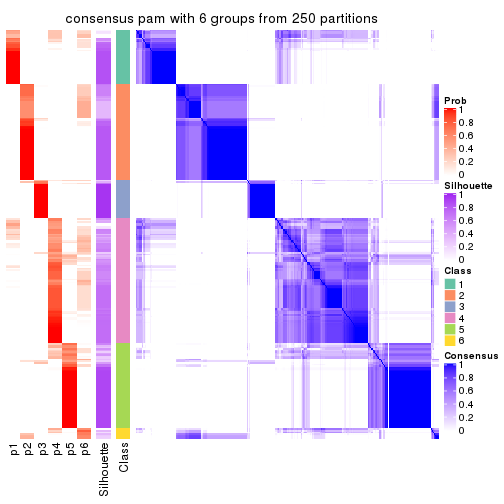 consensus pam with 6 groups from 250 partitions
Prob
1
0.8
0.6
0.4
0.2
0
Silhouette
1
0.8
0.6
0.4
0.2
0
Class
1
2
3
4
5
6
Consensus
1
0.8
0.6
0.4
0.2
0
p1
p2
p3
p4
p5
p6
Silhouette
Class